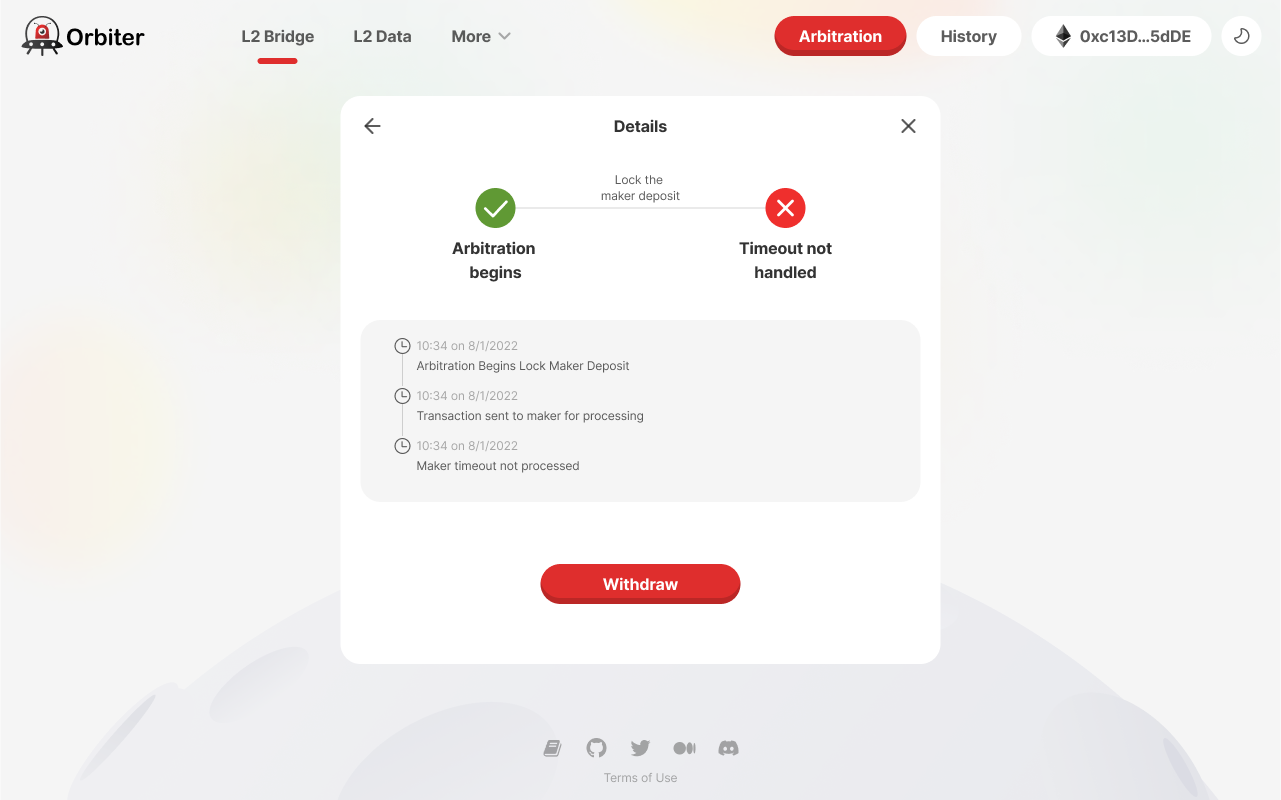 Orbiter
L2 Bridge
L2 Data
More
Arbitration
History
0xc13D...5dDE
Details
Lock the
maker deposit
Arbitration
begins
Timeout not
handled
10:34 on 8/1/2022
Arbitration Begins Lock Maker Deposit
10:34 on 8/1/2022
Transaction sent to maker for processing
10:34 on 8/1/2022
Maker timeout not processed
Withdraw
Terms of Use